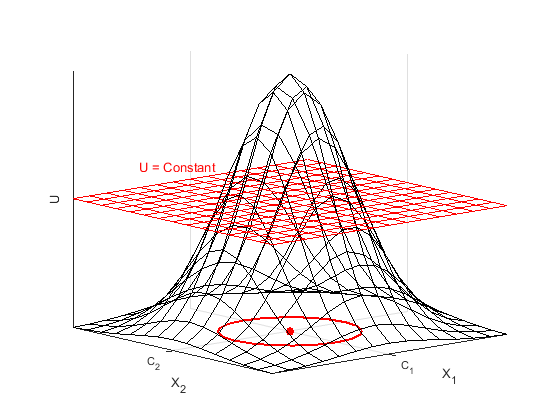 U = Constant
U
C₂
X₂
C₁
X₁